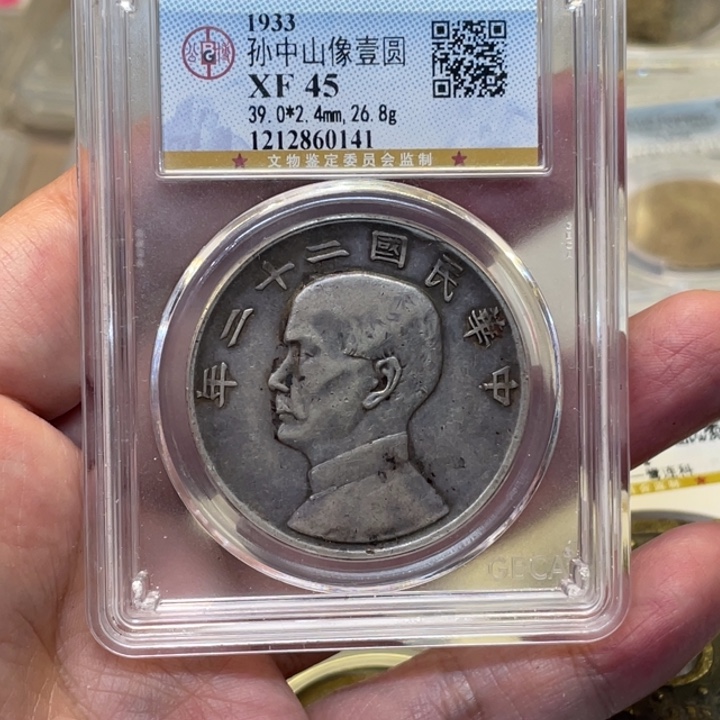 1933
孙中山像壹圆
XF 45
39.0*2.4mm,26.8g
1212860141
文物鉴定委员会监制
中華民國二十二年
GBCA